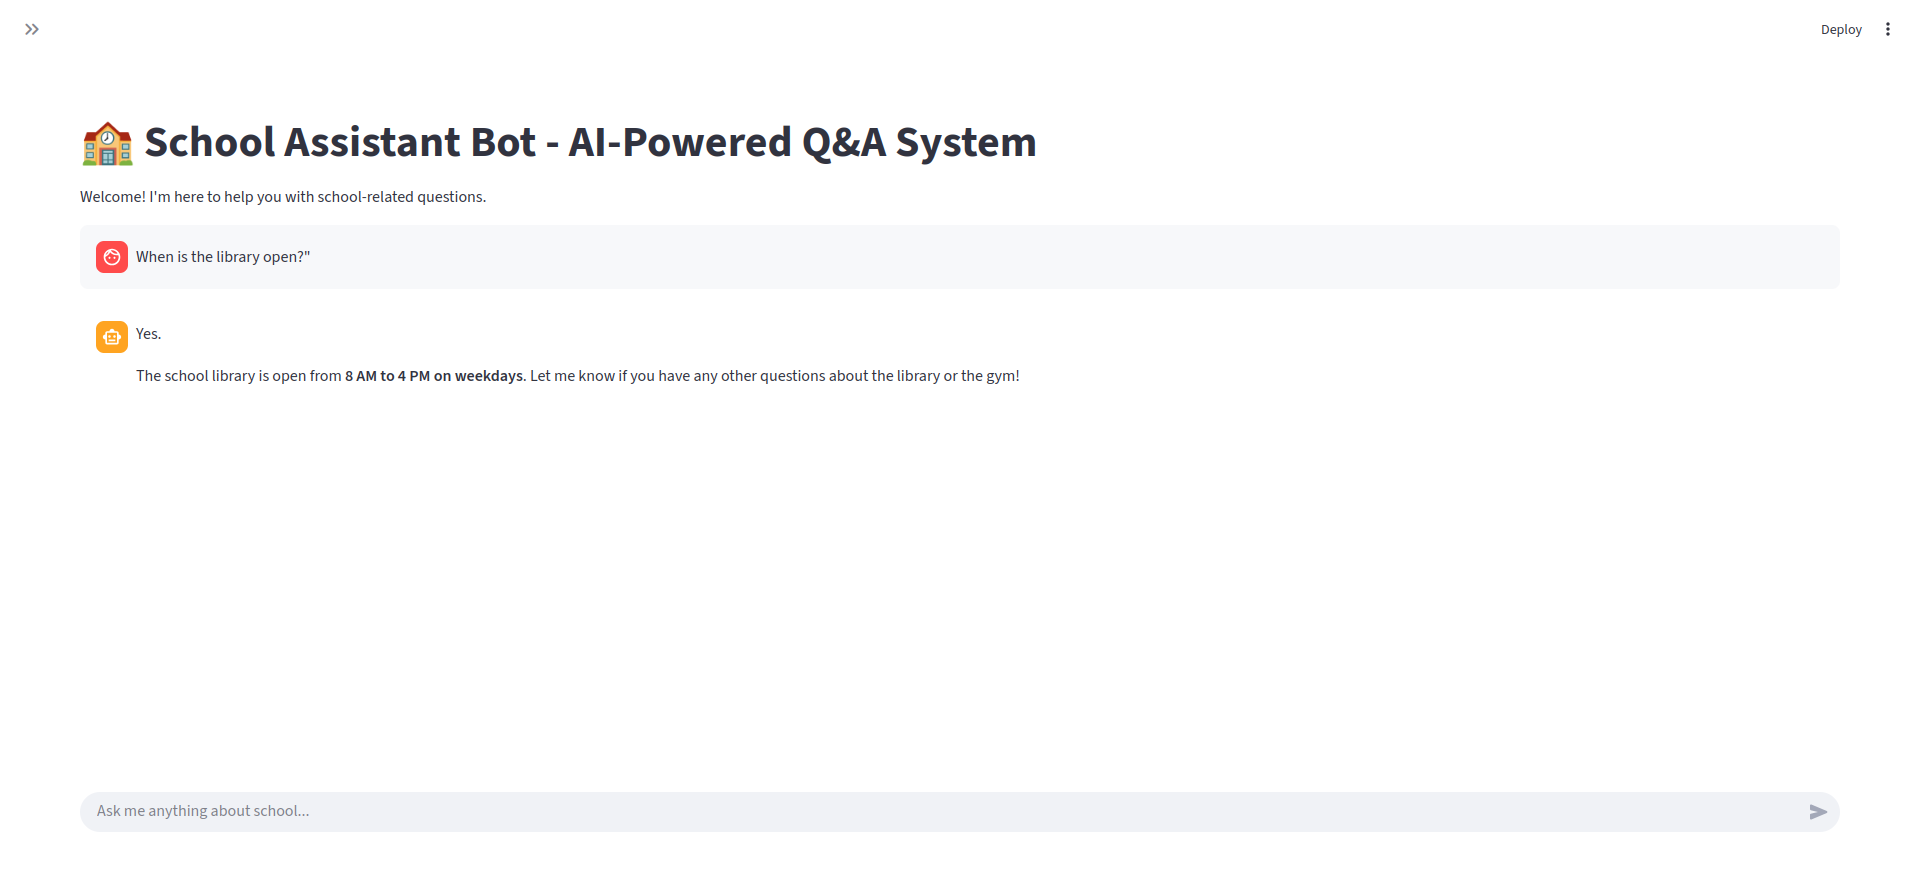 Deploy
School Assistant Bot - AI-Powered Q&A System
Welcome! I'm here to help you with school-related questions.
When is the library open?"
Yes.
The school library is open from 8 AM to 4 PM on weekdays. Let me know if you have any other questions about the library or the gym!
Ask me anything about school...